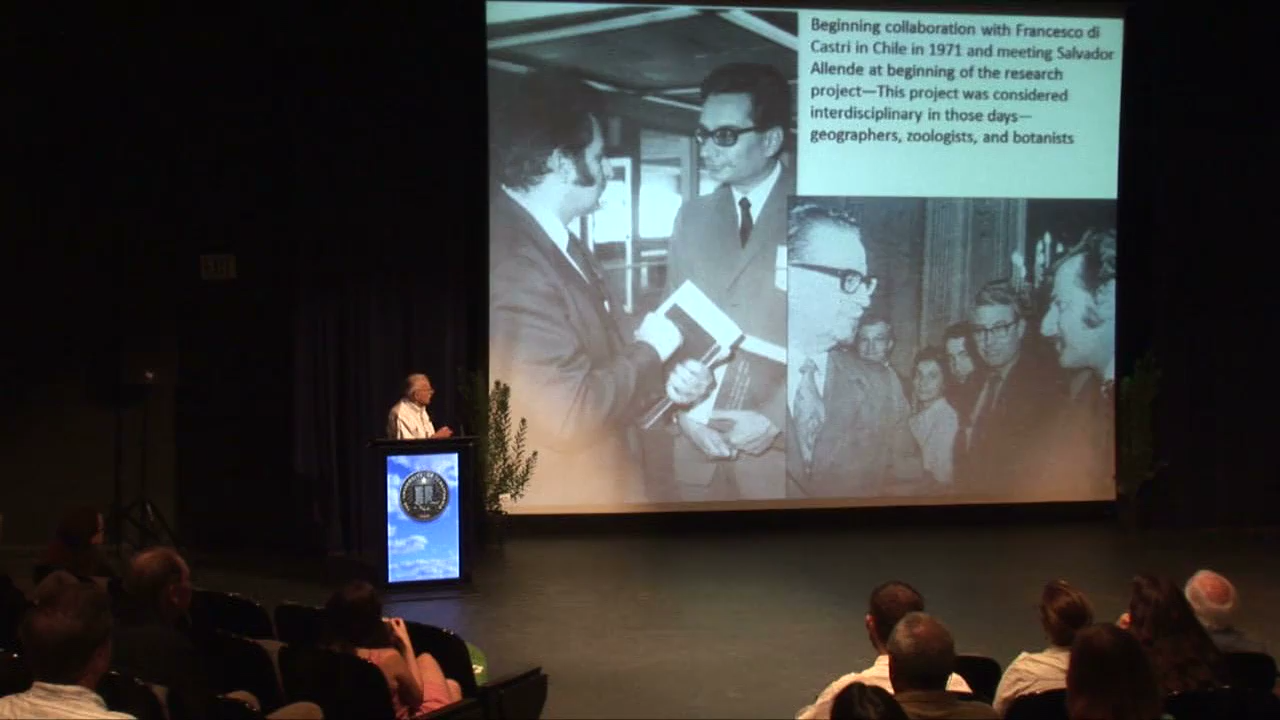 Beginning collaboration with Francesco di
Castri in Chile in 1971 and meeting Salvador
Allende at beginning of the research
project—This project was considered
interdisciplinary in those days—
geographers, zoologists, and botanists